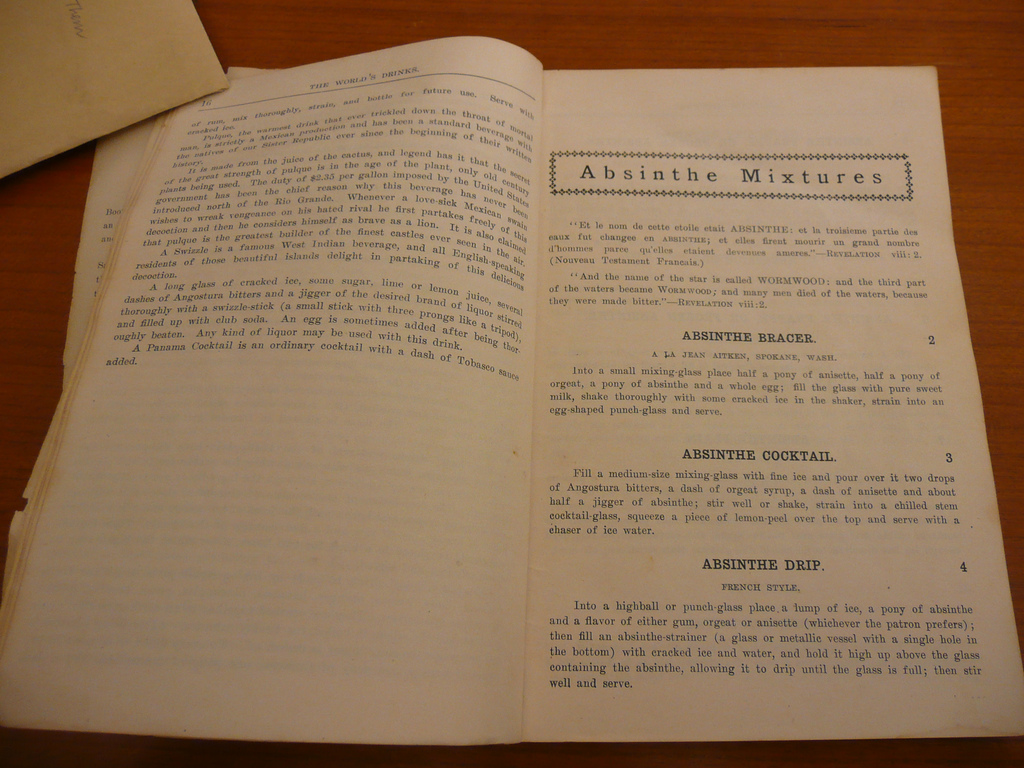 Therw
16
THE WORLD'S DRINKS.
of rum, mix thoroughly, strain, and bottle for future use. Serve with
cracked ice.
Pulque, the warmest drink that ever trickled down the throat of mortal
man, is strictly a Mexican production and has been a standard beverage with
the natives of our Sister Republic ever since the beginning of their written
history.
It is made from the juice of the cactus, and legend has it that the secret
of the great strength of pulque is in the age of the plant, only old century
plants being used. The duty of $2.35 per gallon imposed by the United States
government has been the chief reason why this beverage has never been
introduced north of the Rio Grande. Whenever a love-sick Mexican swain
wishes to wreak vengeance on his hated rival he first partakes freely of this
decoction and then he considers himself as brave as a lion. It is also claimed
that pulque is the greatest builder of the finest castles ever seen in the air.
A Swizzle is a famous West Indian beverage, and all English-speaking
residents of those beautiful islands delight in partaking of this delicious
decoction.
A long glass of cracked ice, some sugar, lime or lemon juice, several
dashes of Angostura bitters and a jigger of the desired brand of liquor stirred
thoroughly with a swizzle-stick (a small stick with three prongs like a tripod),
and filled up with club soda. An egg is sometimes added after being thor-
oughly beaten. Any kind of liquor may be used with this drink.
A Panama Cocktail is an ordinary cocktail with a dash of Tobasco sauce
added.
Absinthe Mixtures
"Et le nom de cette etoile etait ABSINTHE: et la troisieme partie des
eaux fut changee en ABSINTHE; et elles firent mourir un grand nombre
d'hommes parce qu'elles etaient devenues ameres."—REVELATION viii: 2.
(Nouveau Testament Francais.)
"And the name of the star is called WORMWOOD: and the third part
of the waters became WORMWOOD; and many men died of the waters, because
they were made bitter."—REVELATION viii:2.
ABSINTHE BRACER. 2
A LA JEAN AITKEN, SPOKANE, WASH.
Into a small mixing-glass place half a pony of anisette, half a pony of
orgeat, a pony of absinthe and a whole egg; fill the glass with pure sweet
milk, shake thoroughly with some cracked ice in the shaker, strain into an
egg-shaped punch-glass and serve.
ABSINTHE COCKTAIL. 3
Fill a medium-size mixing-glass with fine ice and pour over it two drops
of Angostura bitters, a dash of orgeat syrup, a dash of anisette and about
half a jigger of absinthe; stir well or shake, strain into a chilled stem
cocktail-glass, squeeze a piece of lemon-peel over the top and serve with a
chaser of ice water.
ABSINTHE DRIP. 4
FRENCH STYLE.
Into a highball or punch-glass place a lump of ice, a pony of absinthe
and a flavor of either gum, orgeat or anisette (whichever the patron prefers);
then fill an absinthe-strainer (a glass or metallic vessel with a single hole in
the bottom) with cracked ice and water, and hold it high up above the glass
containing the absinthe, allowing it to drip until the glass is full; then stir
well and serve.